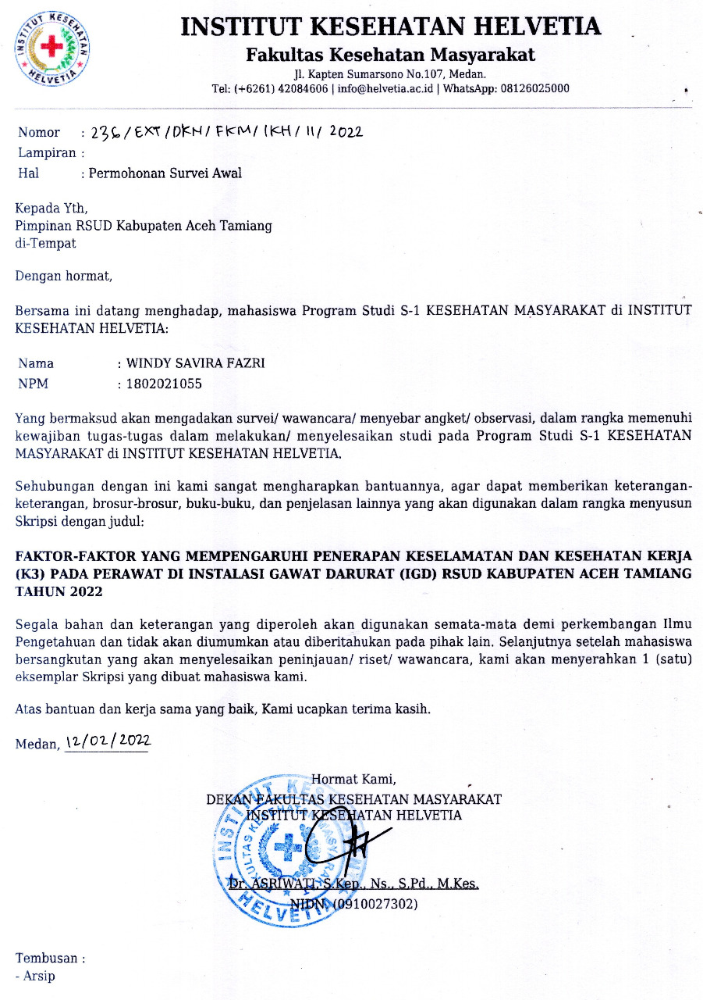 INSTITUT KESEHATAN HELVETIA
Fakultas Kesehatan Masyarakat
Jl. Kapten Sumarsono No.107, Medan.
Tel: (+6261) 42084606 | info@helvetia.ac.id | WhatsApp: 08126025000
INSTITUT KESEHATAN
HELVETIA
Nomor : 236/EXT/DKN/FKM/IKH/II/2022
Lampiran :
Hal : Permohonan Survei Awal
Kepada Yth,
Pimpinan RSUD Kabupaten Aceh Tamiang
di-Tempat
Dengan hormat,
Bersama ini datang menghadap, mahasiswa Program Studi S-1 KESEHATAN MASYARAKAT di INSTITUT
KESEHATAN HELVETIA:
Nama : WINDY SAVIRA FAZRI
NPM : 1802021055
Yang bermaksud akan mengadakan survei/ wawancara/ menyebar angket/ observasi, dalam rangka memenuhi
kewajiban tugas-tugas dalam melakukan/ menyelesaikan studi pada Program Studi S-1 KESEHATAN
MASYARAKAT di INSTITUT KESEHATAN HELVETIA.
Sehubungan dengan ini kami sangat mengharapkan bantuannya, agar dapat memberikan keterangan-
keterangan, brosur-brosur, buku-buku, dan penjelasan lainnya yang akan digunakan dalam rangka menyusun
Skripsi dengan judul:
FAKTOR-FAKTOR YANG MEMPENGARUHI PENERAPAN KESELAMATAN DAN KESEHATAN KERJA
(K3) PADA PERAWAT DI INSTALASI GAWAT DARURAT (IGD) RSUD KABUPATEN ACEH TAMIANG
TAHUN 2022
Segala bahan dan keterangan yang diperoleh akan digunakan semata-mata demi perkembangan Ilmu
Pengetahuan dan tidak akan diumumkan atau diberitahukan pada pihak lain. Selanjutnya setelah mahasiswa
bersangkutan yang akan menyelesaikan peninjauan/ riset/ wawancara, kami akan menyerahkan 1 (satu)
eksemplar Skripsi yang dibuat mahasiswa kami.
Atas bantuan dan kerja sama yang baik, Kami ucapkan terima kasih.
Medan, 12/02/2022
Hormat Kami,
DEKAN FAKULTAS KESEHATAN MASYARAKAT
INSTITUT KESEHATAN HELVETIA
INSTITUT KESEHATAN
FAKULTAS KESEHATAN MASYARAKAT
HELVETIA
Dr. ASRIWATI, S.Kep., Ns., S.Pd., M.Kes.
NIDN. (0910027302)
Tembusan :
- Arsip